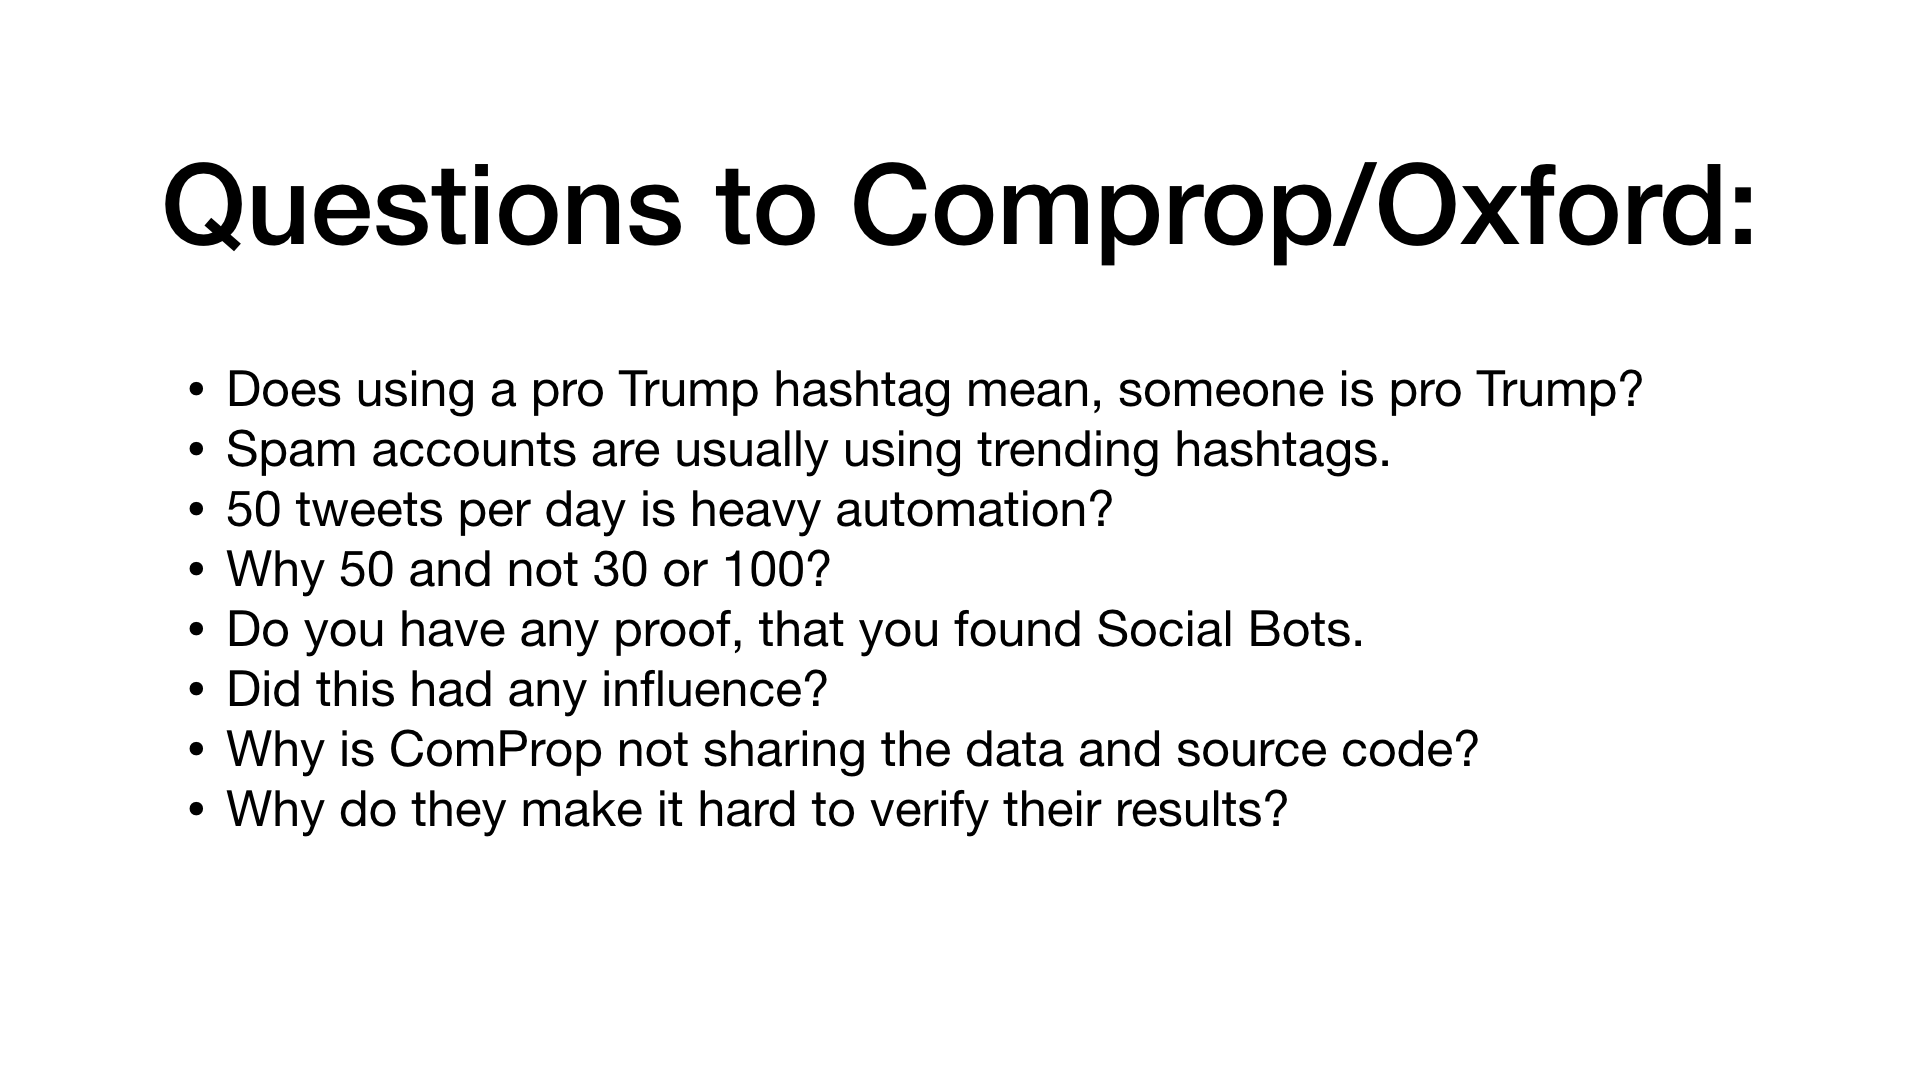 Questions to Comprop/Oxford:
• Does using a pro Trump hashtag mean, someone is pro Trump?
• Spam accounts are usually using trending hashtags.
• 50 tweets per day is heavy automation?
• Why 50 and not 30 or 100?
• Do you have any proof, that you found Social Bots.
• Did this had any influence?
• Why is ComProp not sharing the data and source code?
• Why do they make it hard to verify their results?